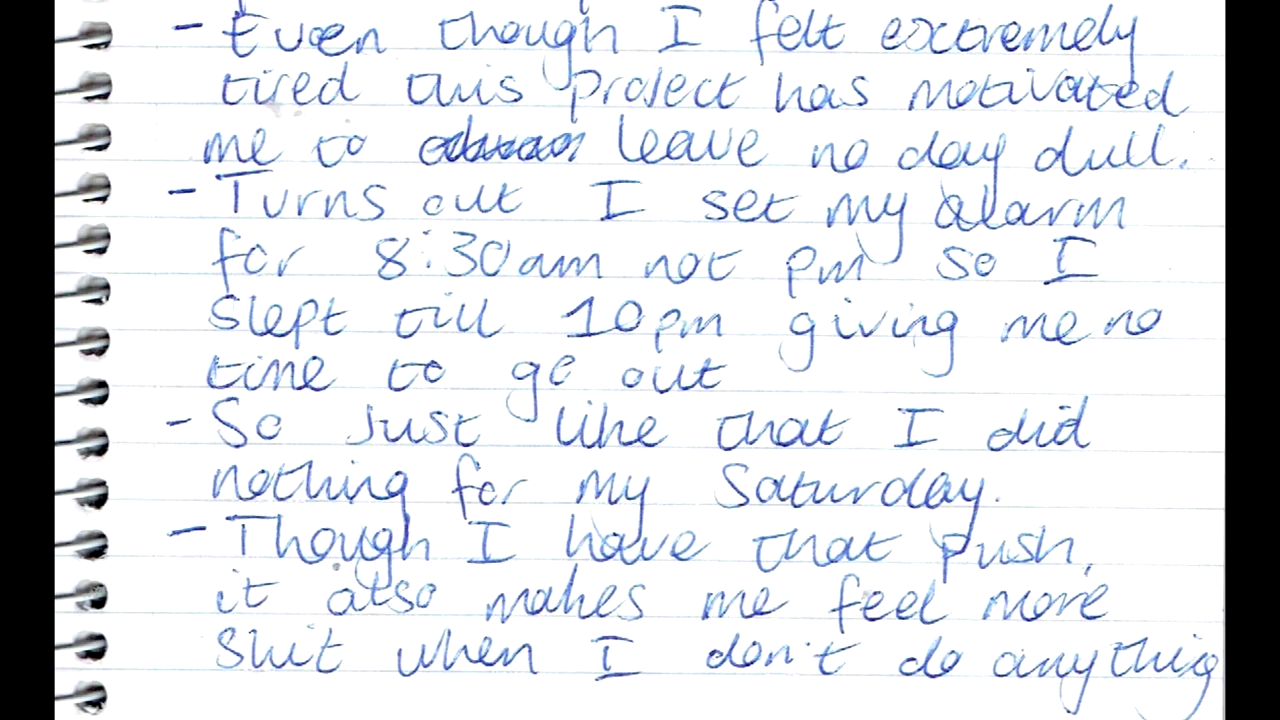 - Even though I felt extremely
tired this project has motivated
me to leave no day dull.
- Turns out I set my alarm
for 8:30am not pm so I
slept till 10pm giving me no
time to go out
- So just like that I did
nothing for my Saturday.
- Though I have that push,
it also makes me feel more
shit when I don't do anything